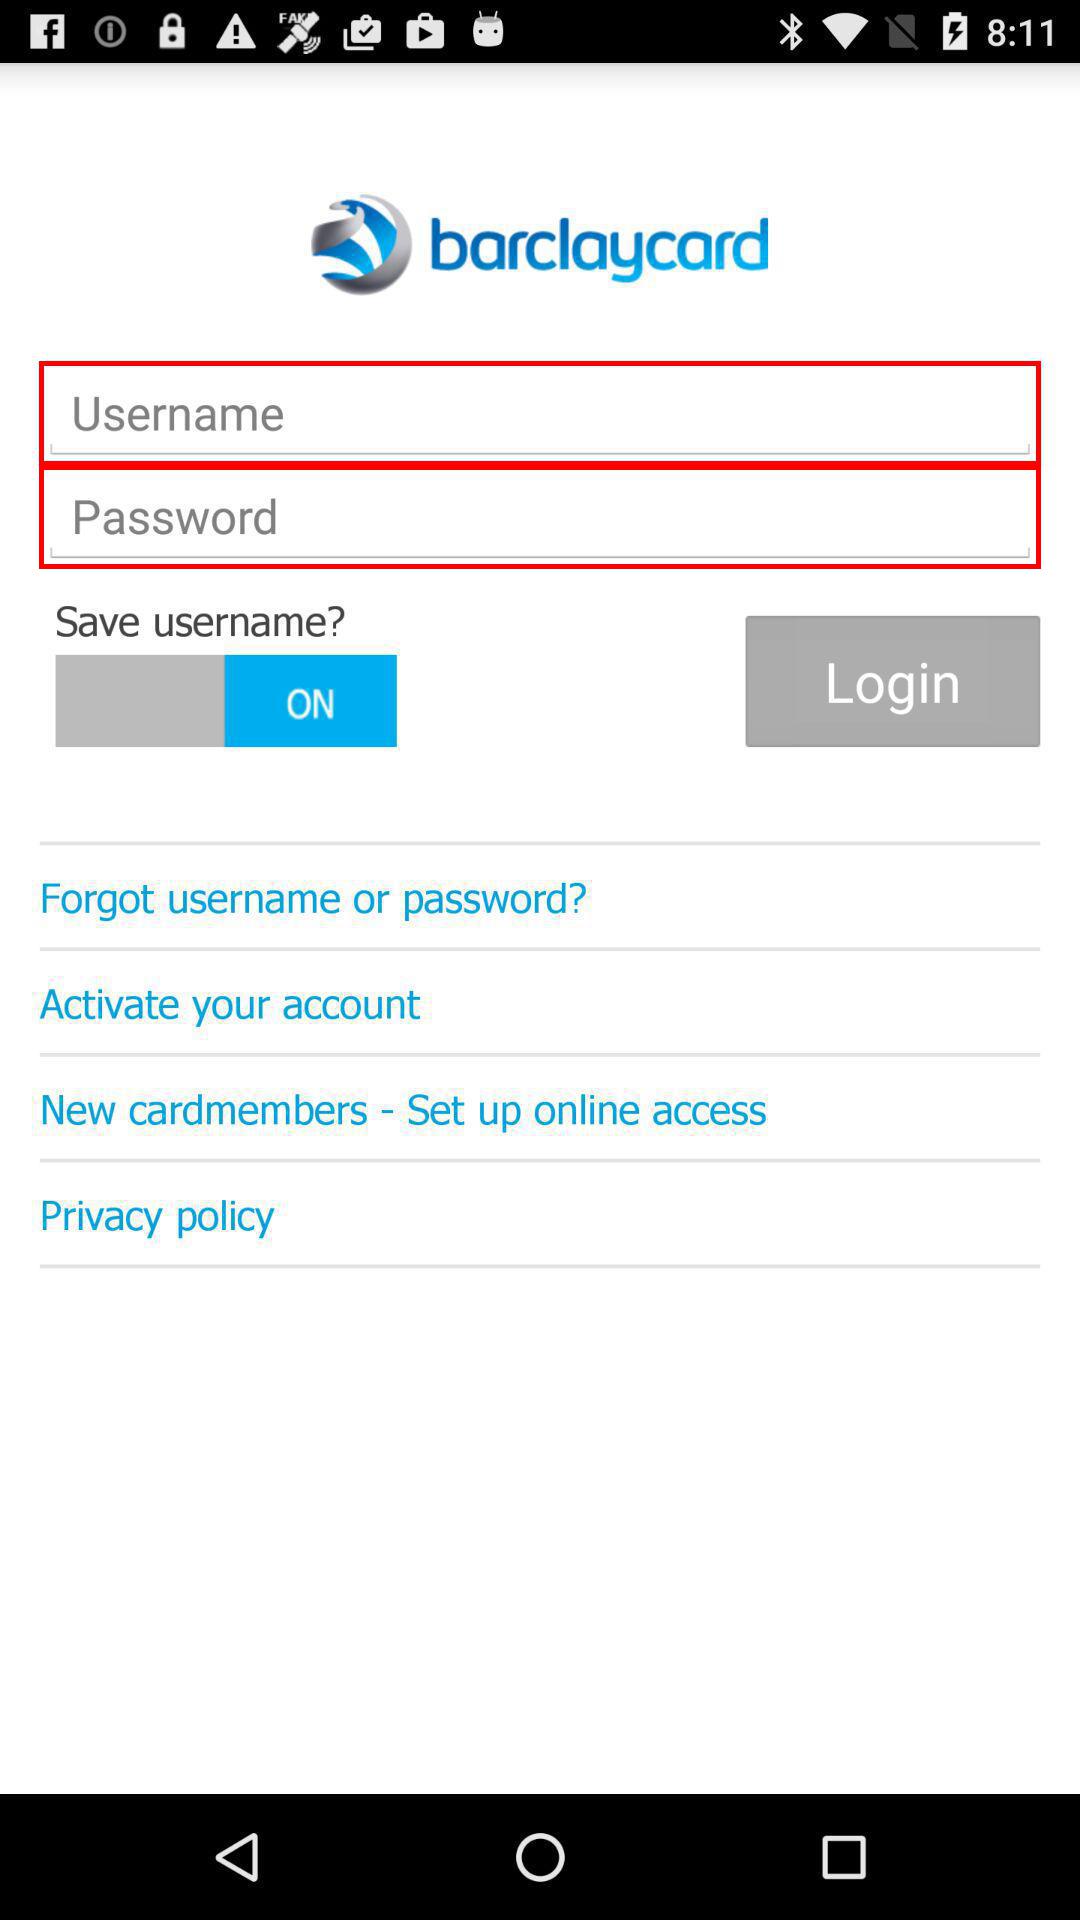 FAKE
8:11
barclaycard
Username
Password
Save username?
ON
Login
Forgot username or password?
Activate your account
New cardmembers - Set up online access
Privacy policy